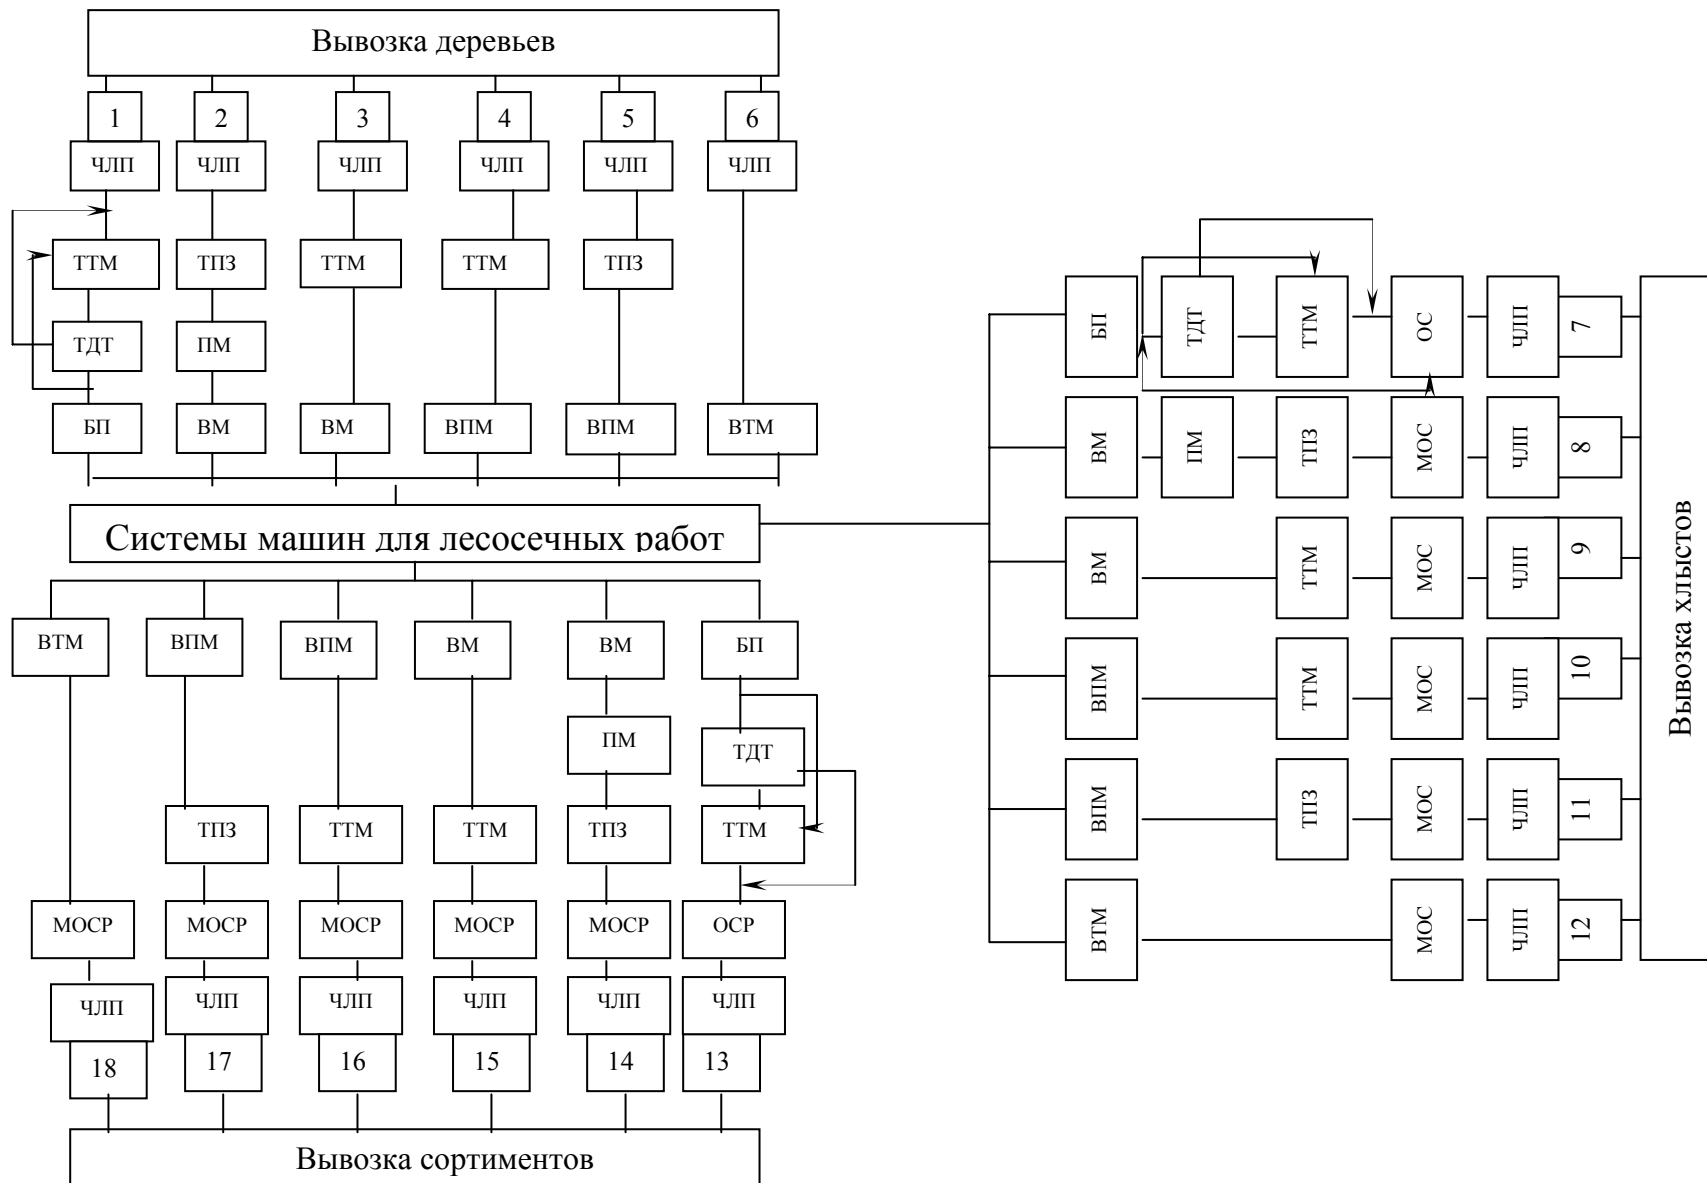 Вывозка деревьев
1 2 3 4 5 6
ЧЛП ЧЛП ЧЛП ЧЛП ЧЛП ЧЛП
ТТМ ТПЗ ТТМ ТТМ ТПЗ
ТДТ ПМ
БП ВМ ВМ ВПМ ВПМ ВТМ
Системы машин для лесосечных работ
ВТМ ВПМ ВПМ ВМ ВМ БП
ПМ ТДТ
ТПЗ ТТМ ТТМ ТПЗ ТТМ
МОСР МОСР МОСР МОСР МОСР ОСР
ЧЛП ЧЛП ЧЛП ЧЛП ЧЛП ЧЛП
18 17 16 15 14 13
Вывозка сортиментов
БП ТДТ ТТМ ОС ЧЛП 7
ВМ ПМ ТПЗ МОС ЧЛП 8
ВМ ТТМ МОС ЧЛП 9
ВПМ ТТМ МОС ЧЛП 10
ВПМ ТПЗ МОС ЧЛП 11
ВТМ МОС ЧЛП 12
Вывозка хлыстов